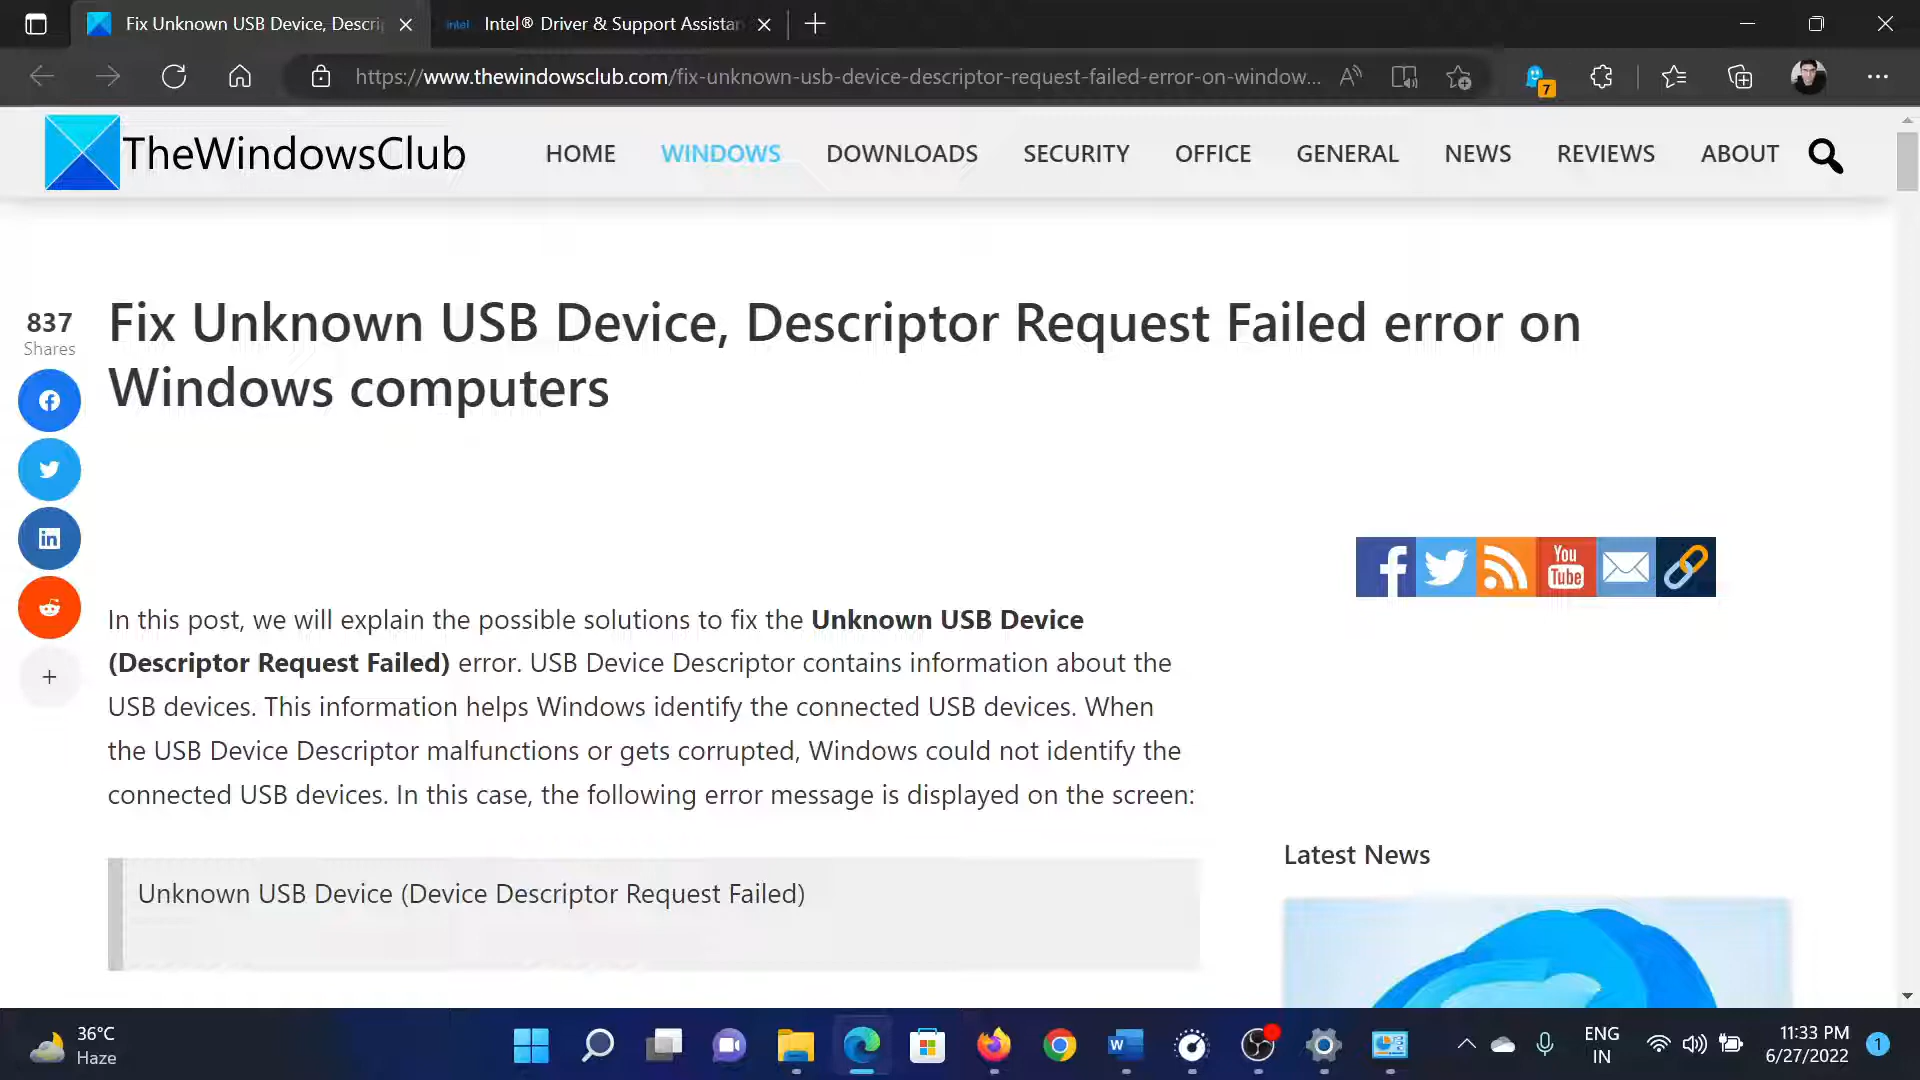 Fix Unknown USB Device, Descri
intel
Intel® Driver & Support Assistan
https://www.thewindowsclub.com/fix-unknown-usb-device-descriptor-request-failed-error-on-window...
7
TheWindowsClub
HOME
WINDOWS
DOWNLOADS
SECURITY
OFFICE
GENERAL
NEWS
REVIEWS
ABOUT
837
Shares
Fix Unknown USB Device, Descriptor Request Failed error on
Windows computers
You
Tube
In this post, we will explain the possible solutions to fix the Unknown USB Device
(Descriptor Request Failed) error. USB Device Descriptor contains information about the
USB devices. This information helps Windows identify the connected USB devices. When
the USB Device Descriptor malfunctions or gets corrupted, Windows could not identify the
connected USB devices. In this case, the following error message is displayed on the screen:
Latest News
Unknown USB Device (Device Descriptor Request Failed)
36°C
Haze
ENG
IN
11:33 PM
6/27/2022
1